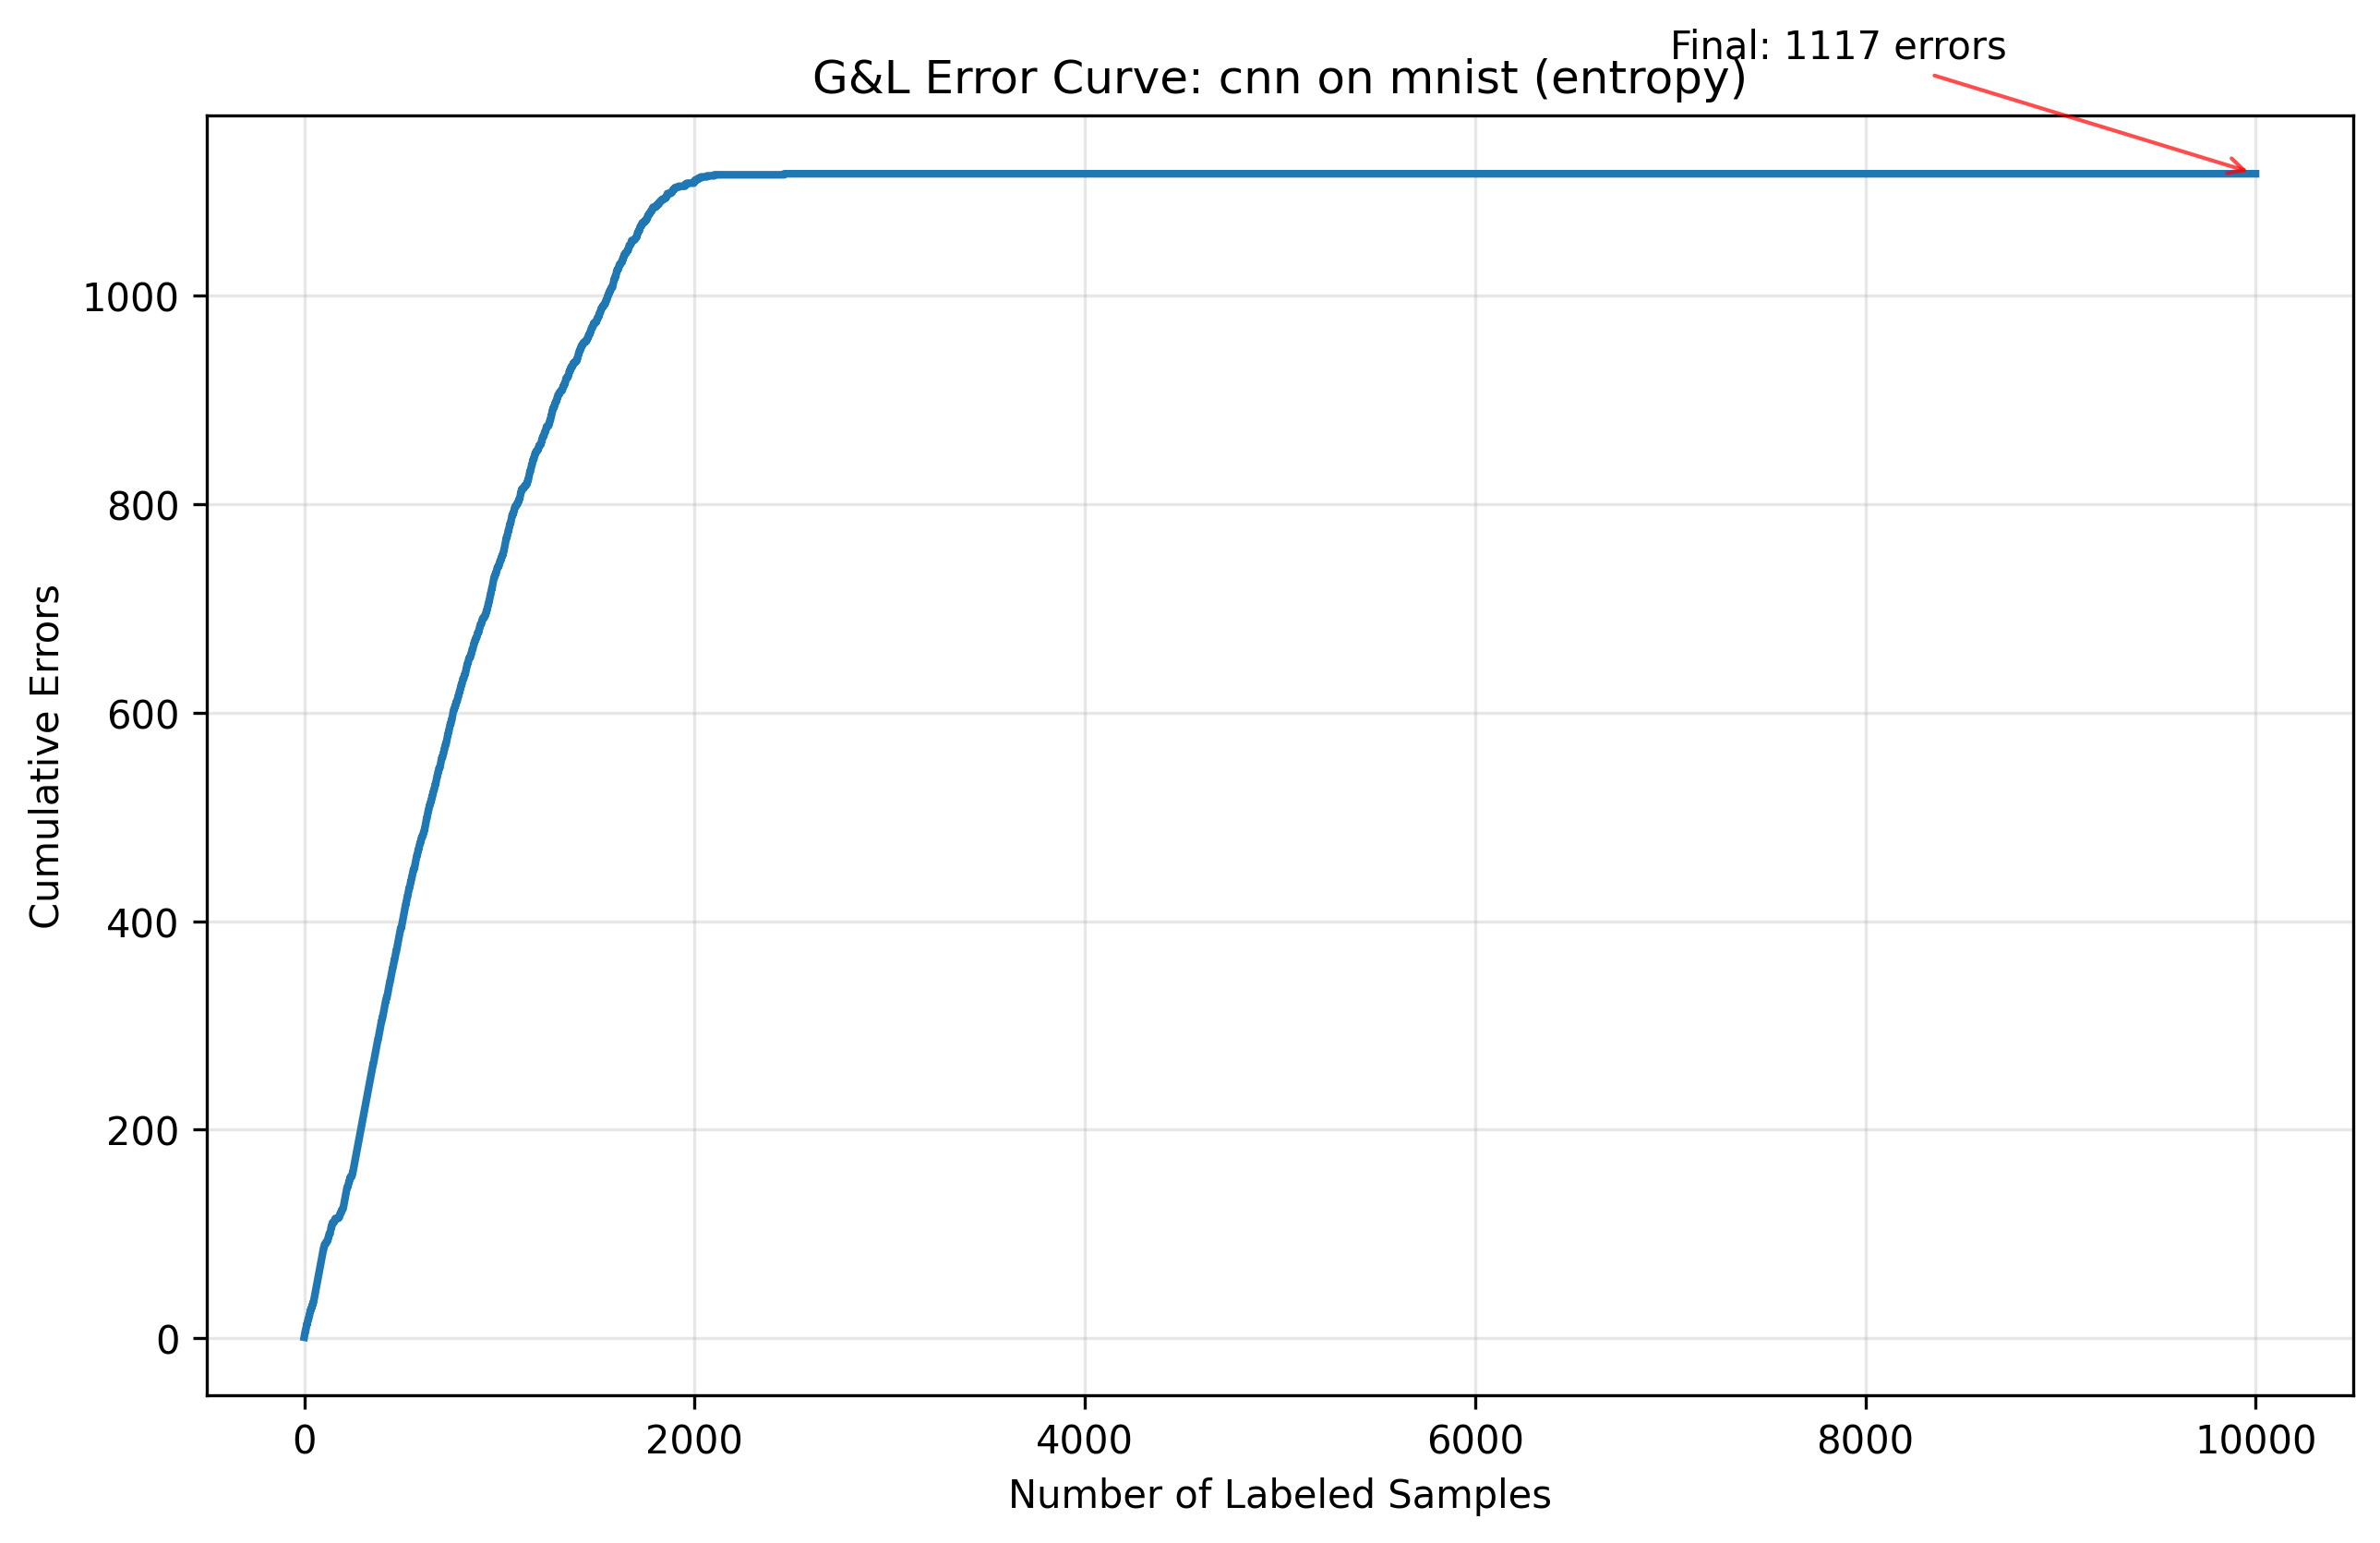 Final: 1117 errors
G&L Error Curve: cnn on mnist (entropy)
1000
800
600
400
200
0
Cumulative Errors
0 2000 4000 6000 8000 10000
Number of Labeled Samples